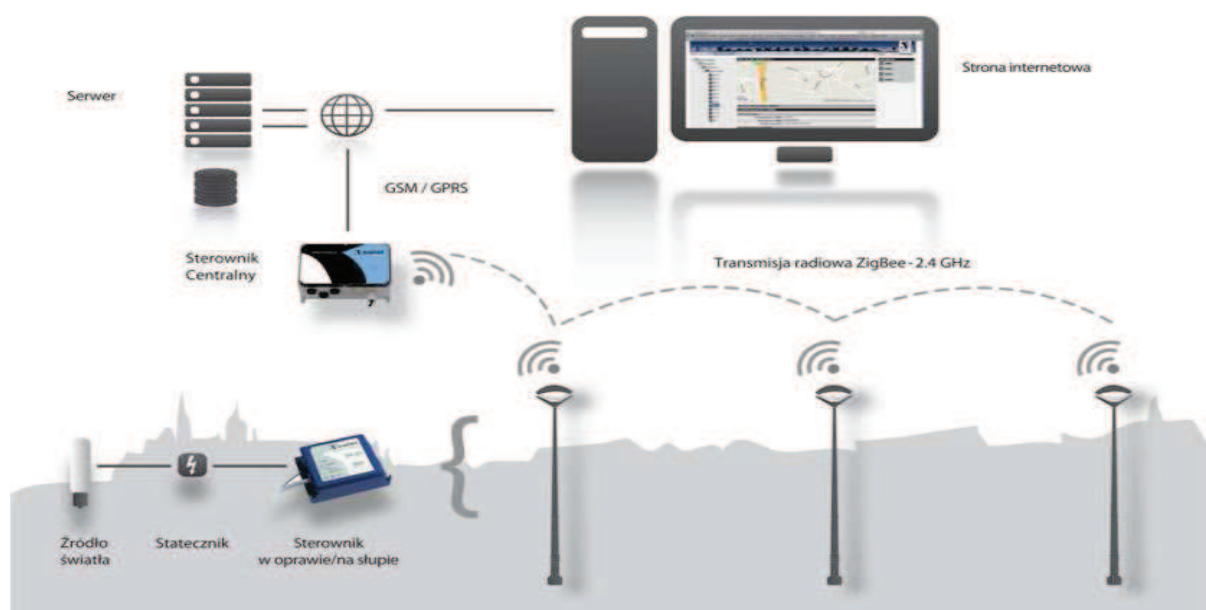 Serwer
Strona internetowa
GSM / GPRS
Sterownik
Centralny
Transmisja radiowa ZigBee - 2.4 GHz
Źródło
światła
Statecznik
Sterownik
w oprawie/na słupie